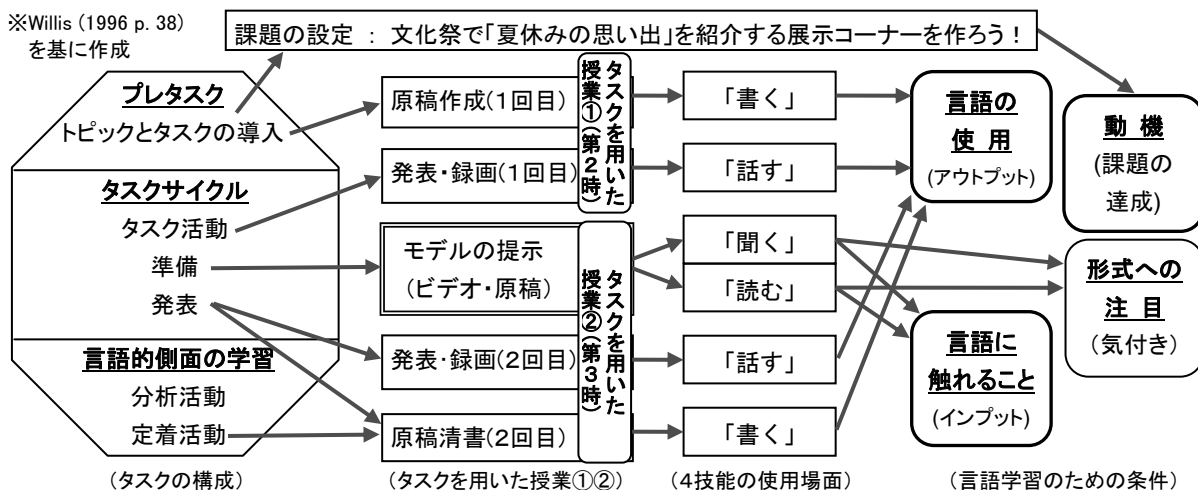 ※Willis (1996 p. 38)
を基に作成
課題の設定 ： 文化祭で「夏休みの思い出」を紹介する展示コーナーを作ろう！
プレタスク
トピックとタスクの導入
タスクサイクル
タスク活動
準備
発表
言語的側面の学習
分析活動
定着活動
(タスクの構成)
原稿作成(1回目)
発表・録画(1回目)
モデルの提示
(ビデオ・原稿)
発表・録画(2回目)
原稿清書(2回目)
タスクを用いた
授業①(第2時)
タスクを用いた
授業②(第3時)
(タスクを用いた授業①②)
「書く」
「話す」
「聞く」
「読む」
「話す」
「書く」
(4技能の使用場面)
言語の
使 用
(アウトプット)
言語に
触れること
(インプット)
動 機
(課題の
達成)
形式への
注 目
(気付き)
(言語学習のための条件)